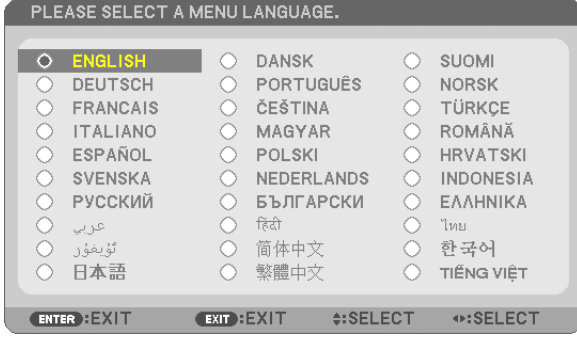 PLEASE SELECT A MENU LANGUAGE.
ENGLISH DANSK SUOMI
DEUTSCH PORTUGUÊS NORSK
FRANCAIS ČEŠTINA TÜRKÇE
ITALIANO MAGYAR ROMÂNĂ
ESPAÑOL POLSKI HRVATSKI
SVENSKA NEDERLANDS INDONESIA
РУССКИЙ БЪЛГАРСКИ ΕΛΛΗΝΙΚΑ
عربي हिंदी ไทย
ئۇيغۇر 简体中文 한국어
日本語 繁體中文 TIẾNG VIỆT
ENTER :EXIT EXIT :EXIT :SELECT :SELECT